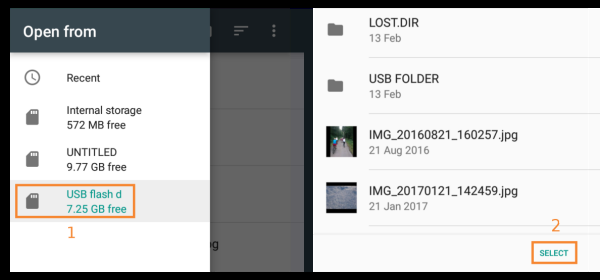 Open from
Recent
Internal storage
572 MB free
UNTITLED
9.77 GB free
USB flash d
7.25 GB free
1
pg
LOST.DIR
13 Feb
USB FOLDER
13 Feb
IMG_20160821_160257.jpg
21 Aug 2016
IMG_20170121_142459.jpg
21 Jan 2017
2
SELECT